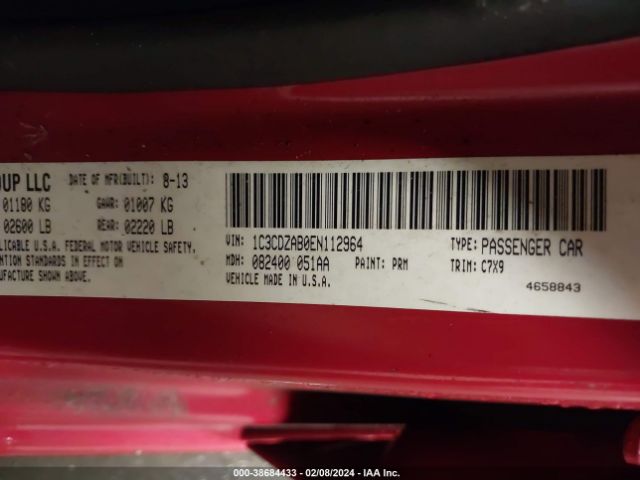 OUP LLC DATE OF MFR(BUILT): 8-13
01180 KG GAWR: 01007 KG
02600 LB REAR: 02220 LB
LICABLE U.S.A. FEDERAL MOTOR VEHICLE SAFETY,
ENTION STANDARDS IN EFFECT ON
NUFACTURE SHOWN ABOVE.
VIN: 1C3CDZAB0EN112964 TYPE: PASSENGER CAR
MDH: 082400 051AA PAINT: PRM TRIM: C7X9
VEHICLE MADE IN U.S.A. 4658843
000-38684433 - 02/08/2024 - IAA Inc.